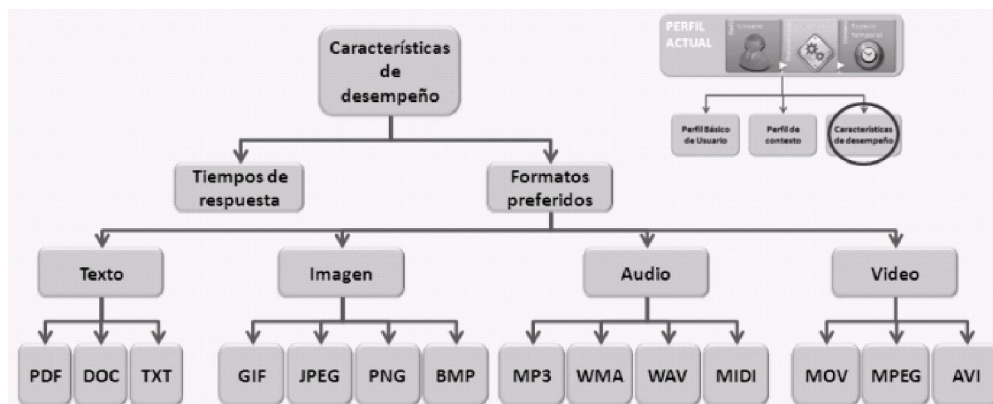 Características
de
desempeño
PERFIL
ACTUAL
Usuario
Espacio
Temporal
Perfil Básico
de Usuario
Perfil de
contexto
Características
de desempeño
Tiempos de
respuesta
Formatos
preferidos
Texto
Imagen
Audio
Video
PDF
DOC
TXT
GIF
JPEG
PNG
BMP
MP3
WMA
WAV
MIDI
MOV
MPEG
AVI